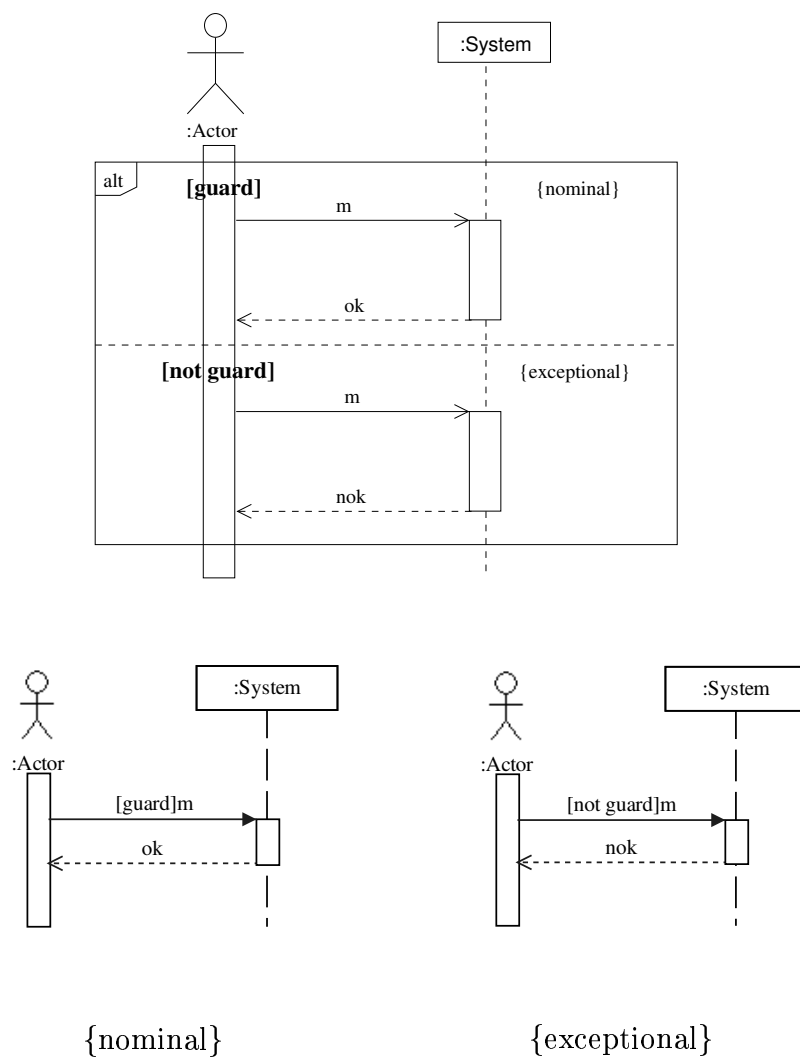 :System
:Actor
alt
[guard]
{nominal}
m
ok
[not guard]
{exceptional}
m
nok
:System
:System
:Actor
:Actor
[guard]m
[not guard]m
ok
nok
{nominal}
{exceptional}